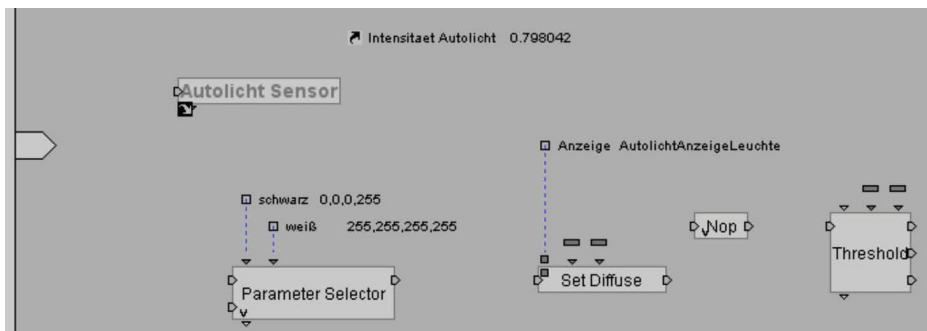 Intensitaet Autolicht 0.798042
Autolicht Sensor
Anzeige AutolichtAnzeigeLeuchte
schwarz 0,0,0,255
weiß 255,255,255,255
Nop
V
Threshold
Set Diffuse
Parameter Selector
V